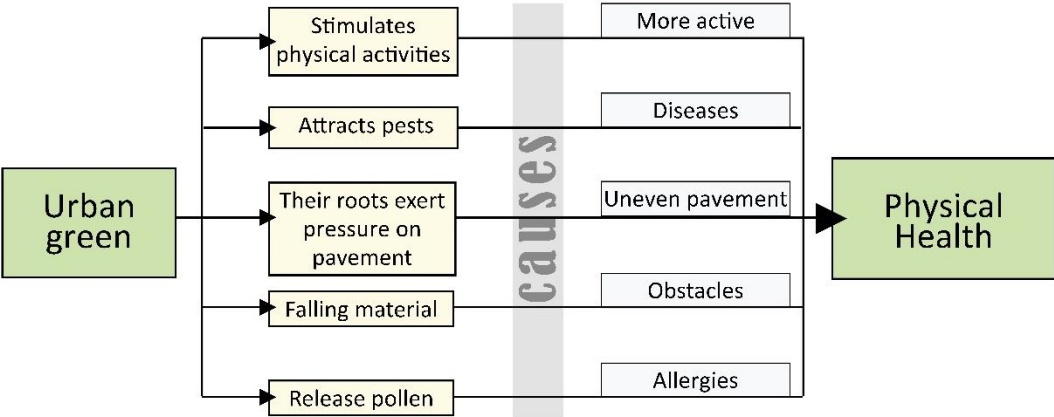 Urban
green
Stimulates
physical activities
Attracts pests
Their roots exert
pressure on
pavement
Falling material
Release pollen
causes
More active
Diseases
Uneven pavement
Obstacles
Allergies
Physical
Health